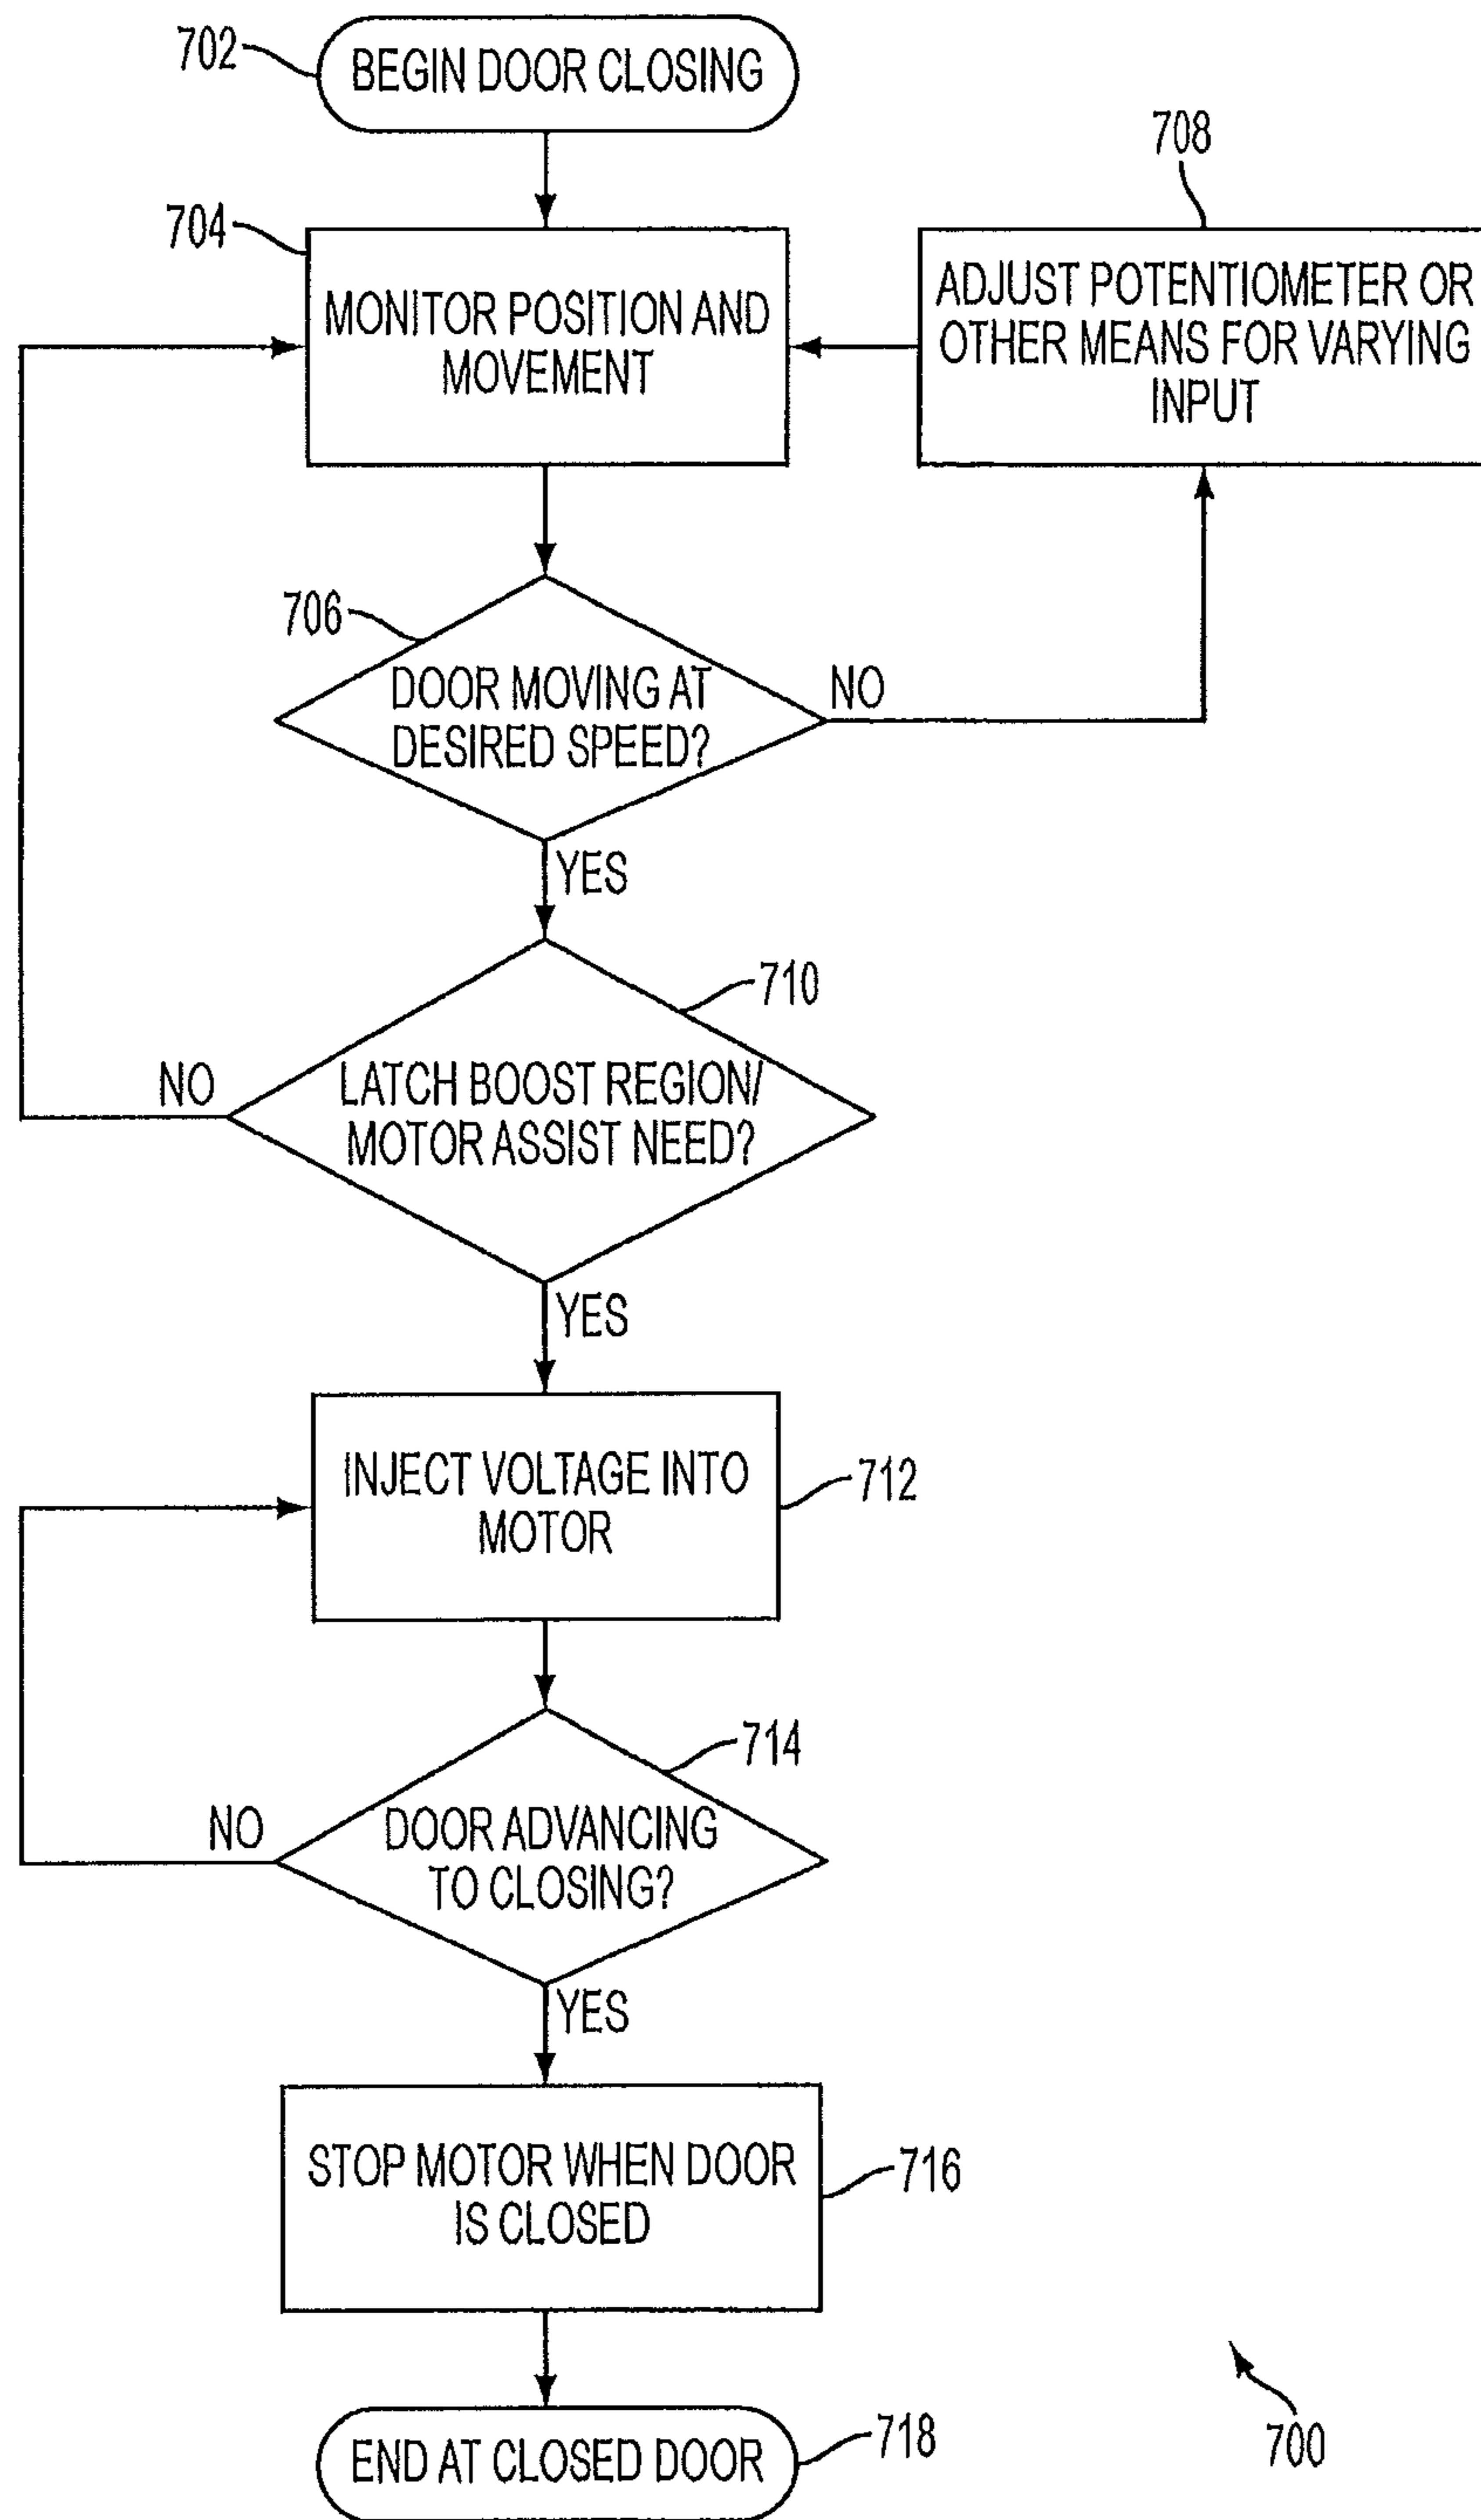 702
BEGIN DOOR CLOSING
708
704
MONITOR POSITION AND
MOVEMENT
ADJUST POTENTIOMETER OR
OTHER MEANS FOR VARYING
INPUT
706
DOOR MOVING AT
DESIRED SPEED?
NO
YES
710
NO
LATCH BOOST REGION/
MOTOR ASSIST NEED?
YES
INJECT VOLTAGE INTO
MOTOR
712
714
NO
DOOR ADVANCING
TO CLOSING?
YES
STOP MOTOR WHEN DOOR
IS CLOSED
716
END AT CLOSED DOOR
718
700